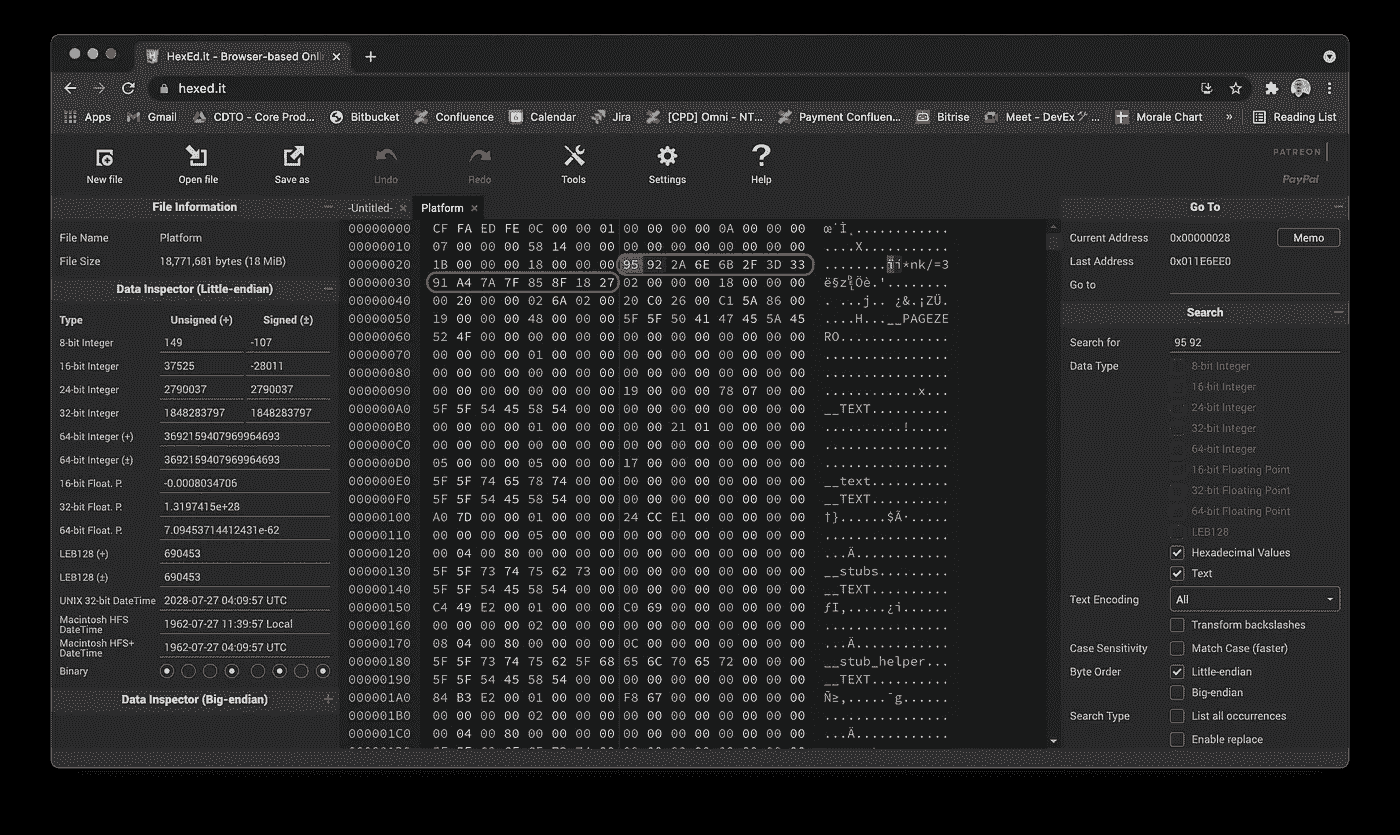 HexEd.it - Browser-based Onli
hexed.it
Apps Gmail CDTO - Core Prod... Bitbucket Confluence Calendar Jira [CPD] Omni - NT... Payment Confluen... Bitrise Meet - DevEx ... Morale Chart » Reading List
New file Open file Save as Undo Redo Tools Settings Help
PATREON
PayPal
File Information
File Name Platform
File Size 18,771,681 bytes (18 MiB)
Data Inspector (Little-endian)
Type Unsigned (+) Signed (±)
8-bit Integer 149 -107
16-bit Integer 37525 -28011
24-bit Integer 2790037 2790037
32-bit Integer 1848283797 1848283797
64-bit Integer (+) 3692159407969964693
64-bit Integer (±) 3692159407969964693
16-bit Float. P. -0.0008034706
32-bit Float. P. 1.3197415e+28
64-bit Float. P. 7.09453714412431e-62
LEB128 (+) 690453
LEB128 (±) 690453
UNIX 32-bit DateTime 2028-07-27 04:09:57 UTC
Macintosh HFS DateTime 1962-07-27 11:39:57 Local
Macintosh HFS+ DateTime 1962-07-27 04:09:57 UTC
Binary
Data Inspector (Big-endian)
-Untitled- Platform
00000000 CF FA ED FE 0C 00 00 01 00 00 00 00 0A 00 00 00
00000010 07 00 00 00 58 14 00 00 00 00 00 00 00 00 00 00 ....X...........
00000020 1B 00 00 00 18 00 00 00 95 92 2A 6E 6B 2F 3D 33
00000030 91 A4 7A 7F 85 8F 18 27 02 00 00 00 18 00 00 00
00000040 00 20 00 00 02 6A 02 00 20 C0 26 00 C1 5A 86 00
00000050 19 00 00 00 48 00 00 00 5F 5F 50 41 47 45 5A 45 ....H...__PAGEZE
00000060 52 4F 00 00 00 00 00 00 00 00 00 00 00 00 00 00 RO..............
00000070 00 00 00 00 01 00 00 00 00 00 00 00 00 00 00 00 ................
00000080 00 00 00 00 00 00 00 00 00 00 00 00 00 00 00 00 ................
00000090 00 00 00 00 00 00 00 00 19 00 00 00 78 07 00 00 ............x...
000000A0 5F 5F 54 45 58 54 00 00 00 00 00 00 00 00 00 00 __TEXT..........
000000B0 00 00 00 00 01 00 00 00 00 00 21 01 00 00 00 00 ..........!.....
000000C0 00 00 00 00 00 00 00 00 00 00 00 00 00 00 00 00 ................
000000D0 05 00 00 00 05 00 00 00 17 00 00 00 00 00 00 00 ................
000000E0 5F 5F 74 65 78 74 00 00 00 00 00 00 00 00 00 00 __text..........
000000F0 5F 5F 54 45 58 54 00 00 00 00 00 00 00 00 00 00 __TEXT..........
00000100 A0 7D 00 00 01 00 00 00 24 CC E1 00 00 00 00 00
00000110 00 00 00 00 05 00 00 00 00 00 00 00 00 00 00 00 ................
00000120 00 04 00 80 00 00 00 00 00 00 00 00 00 00 00 00 ...Ä............
00000130 5F 5F 73 74 75 62 73 00 00 00 00 00 00 00 00 00 __stubs.........
00000140 5F 5F 54 45 58 54 00 00 00 00 00 00 00 00 00 00 __TEXT..........
00000150 C4 49 E2 00 01 00 00 00 C0 69 00 00 00 00 00 00
00000160 00 00 00 00 02 00 00 00 00 00 00 00 00 00 00 00 ................
00000170 08 04 00 80 00 00 00 00 0C 00 00 00 00 00 00 00 ...Ä............
00000180 5F 5F 73 74 75 62 5F 68 65 6C 70 65 72 00 00 00 __stub_helper...
00000190 5F 5F 54 45 58 54 00 00 00 00 00 00 00 00 00 00 __TEXT..........
000001A0 84 B3 E2 00 01 00 00 00 F8 67 00 00 00 00 00 00
000001B0 00 00 00 00 02 00 00 00 00 00 00 00 00 00 00 00 ................
000001C0 00 04 00 80 00 00 00 00 00 00 00 00 00 00 00 00 ...Ä............
Go To
Current Address 0x00000028 Memo
Last Address 0x011E6EE0
Go to
Search
Search for 95 92
Data Type 8-bit Integer
16-bit Integer
24-bit Integer
32-bit Integer
64-bit Integer
16-bit Floating Point
32-bit Floating Point
64-bit Floating Point
LEB128
Hexadecimal Values
Text
Text Encoding All
Transform backslashes
Case Sensitivity Match Case (faster)
Byte Order Little-endian
Big-endian
Search Type List all occurrences
Enable replace